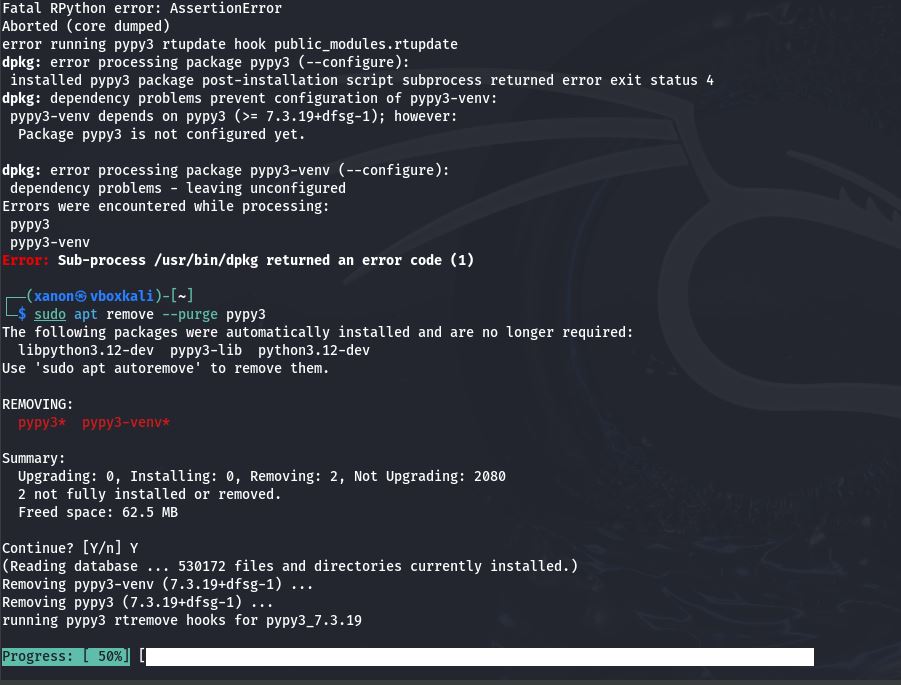 Fatal RPython error: AssertionError
Aborted (core dumped)
error running pypy3 rtupdate hook public_modules.rtupdate
dpkg: error processing package pypy3 (--configure):
 installed pypy3 package post-installation script subprocess returned error exit status 4
dpkg: dependency problems prevent configuration of pypy3-venv:
 pypy3-venv depends on pypy3 (>= 7.3.19+dfsg-1); however:
  Package pypy3 is not configured yet.

dpkg: error processing package pypy3-venv (--configure):
 dependency problems - leaving unconfigured
Errors were encountered while processing:
 pypy3
 pypy3-venv
Error: Sub-process /usr/bin/dpkg returned an error code (1)

┌──(xanon㉿vboxkali)-[~]
└─$ sudo apt remove --purge pypy3
The following packages were automatically installed and are no longer required:
  libpython3.12-dev  pypy3-lib  python3.12-dev
Use 'sudo apt autoremove' to remove them.

REMOVING:
  pypy3*  pypy3-venv*

Summary:
  Upgrading: 0, Installing: 0, Removing: 2, Not Upgrading: 2080
  2 not fully installed or removed.
  Freed space: 62.5 MB

Continue? [Y/n] Y
(Reading database ... 530172 files and directories currently installed.)
Removing pypy3-venv (7.3.19+dfsg-1) ...
Removing pypy3 (7.3.19+dfsg-1) ...
running pypy3 rtremove hooks for pypy3_7.3.19

Progress: [ 50%] [